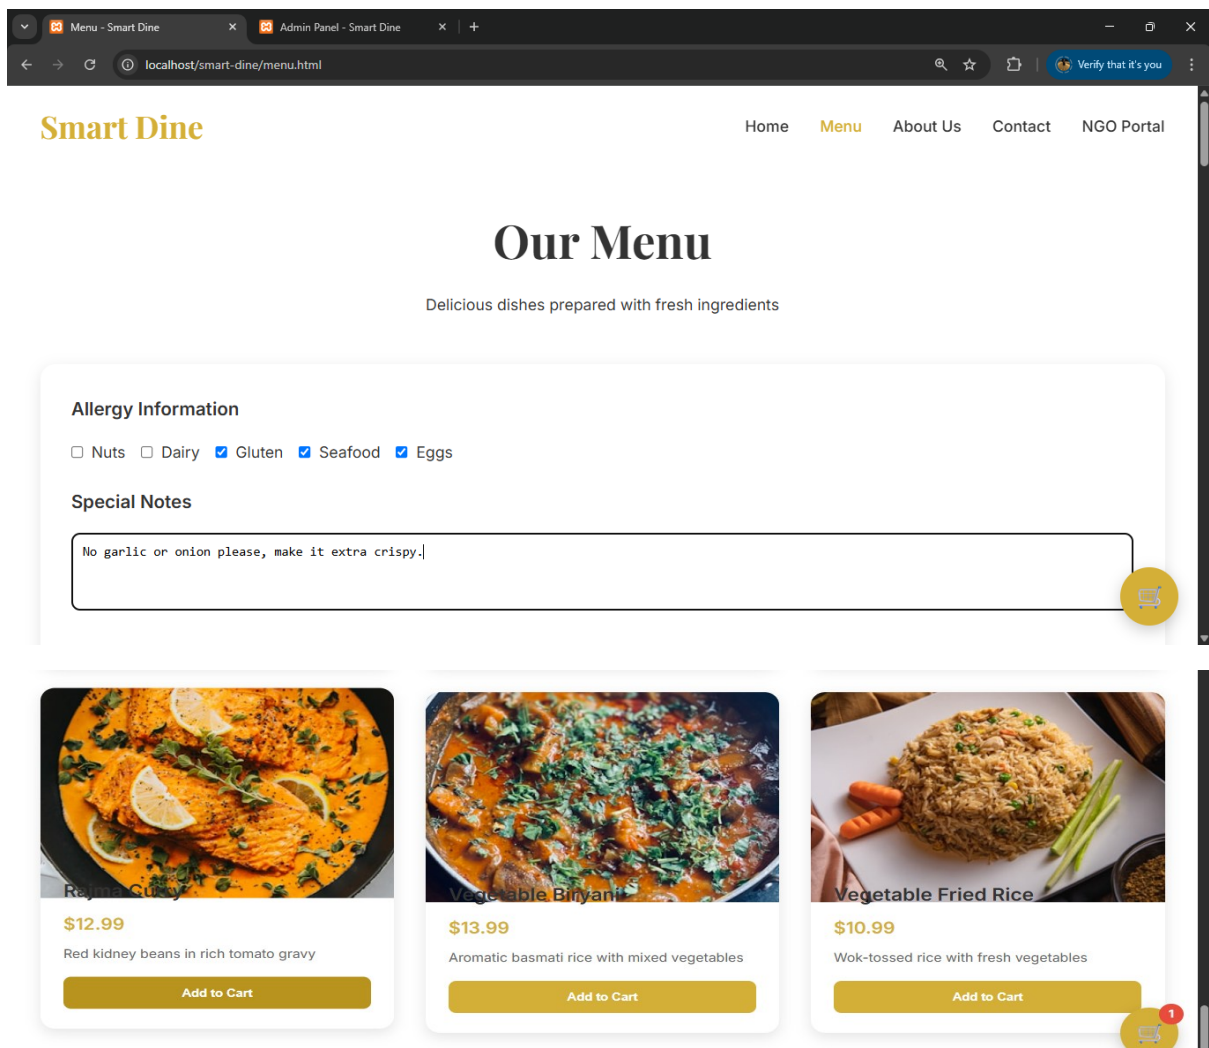 Menu - Smart Dine
Admin Panel - Smart Dine
localhost/smart-dine/menu.html
Verify that it's you
Smart Dine
Home Menu About Us Contact NGO Portal
Our Menu
Delicious dishes prepared with fresh ingredients
Allergy Information
Nuts Dairy Gluten Seafood Eggs
Special Notes
No garlic or onion please, make it extra crispy.
Rajma Curry
$12.99
Red kidney beans in rich tomato gravy
Add to Cart
Vegetable Biryani
$13.99
Aromatic basmati rice with mixed vegetables
Add to Cart
Vegetable Fried Rice
$10.99
Wok-tossed rice with fresh vegetables
Add to Cart
1